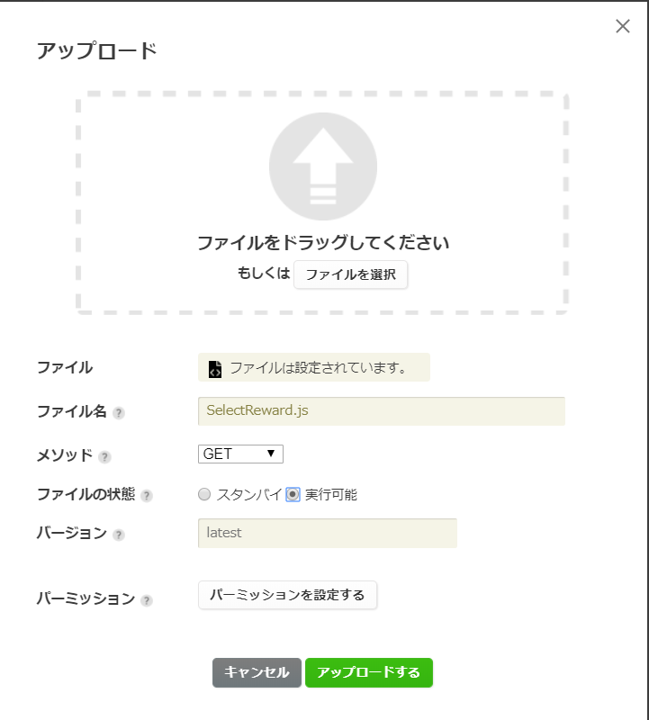 アップロード
ファイルをドラッグしてください
もしくは ファイルを選択
ファイル ファイルは設定されています。
ファイル名 ? SelectReward.js
メソッド ? GET
ファイルの状態 ? スタンバイ 実行可能
バージョン ? latest
パーミッション ? パーミッションを設定する
キャンセル アップロードする